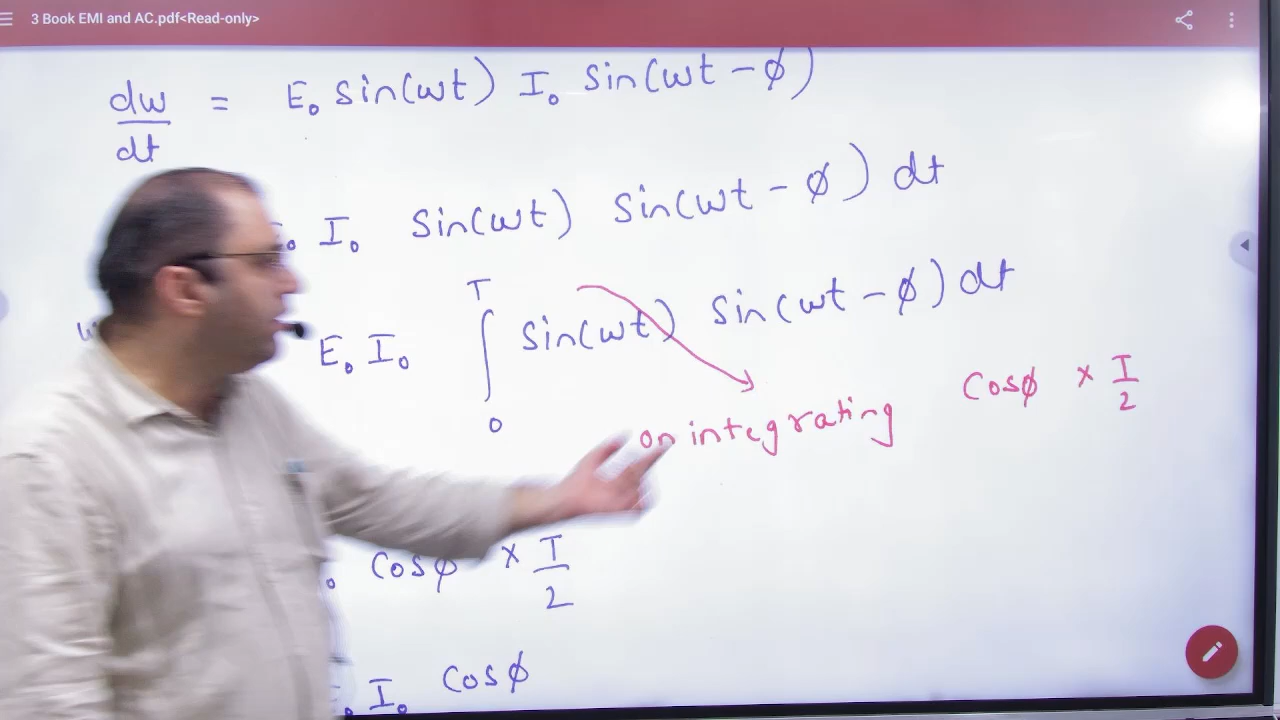 3 Book EMI and AC.pdf<Read-only>
dw/dt = E₀ sin(ωt) I₀ sin(ωt - ϕ)
I₀ sin(ωt) sin(ωt - ϕ) dt
E₀ I₀ ∫₀ᵀ sin(ωt) sin(ωt - ϕ) dt
on integrating cosϕ × T/2
cosφ × T/2
I₀ cosϕ